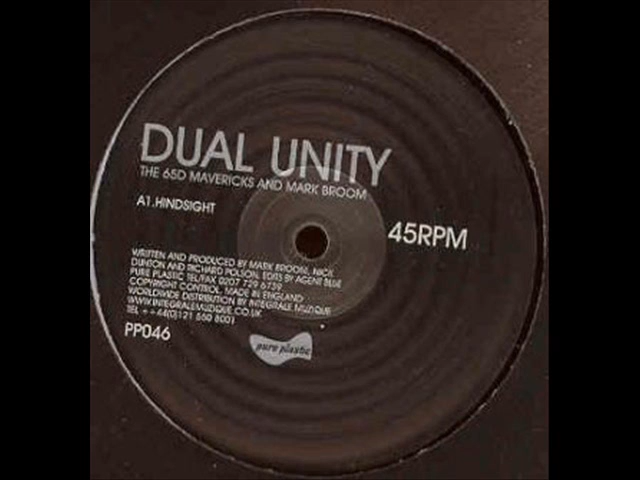 DUAL UNITY
THE 65D MAVERICKS AND MARK BROOM
A1.HINDSIGHT
45RPM
WRITTEN AND PRODUCED BY MARK BROOM, NICK
DUNTON AND RICHARD POLSON. EDITS BY AGENT BLUE
PURE PLASTIC TEL/FAX 0207 729 6739
COPYRIGHT CONTROL. MADE IN ENGLAND
WORLDWIDE DISTRIBUTION BY INTEGRALE MUZIQUE
WWW.INTEGRALEMUZIQUE.CO.UK
TEL ++44(0)121 550 8001
PP046
pure plastic